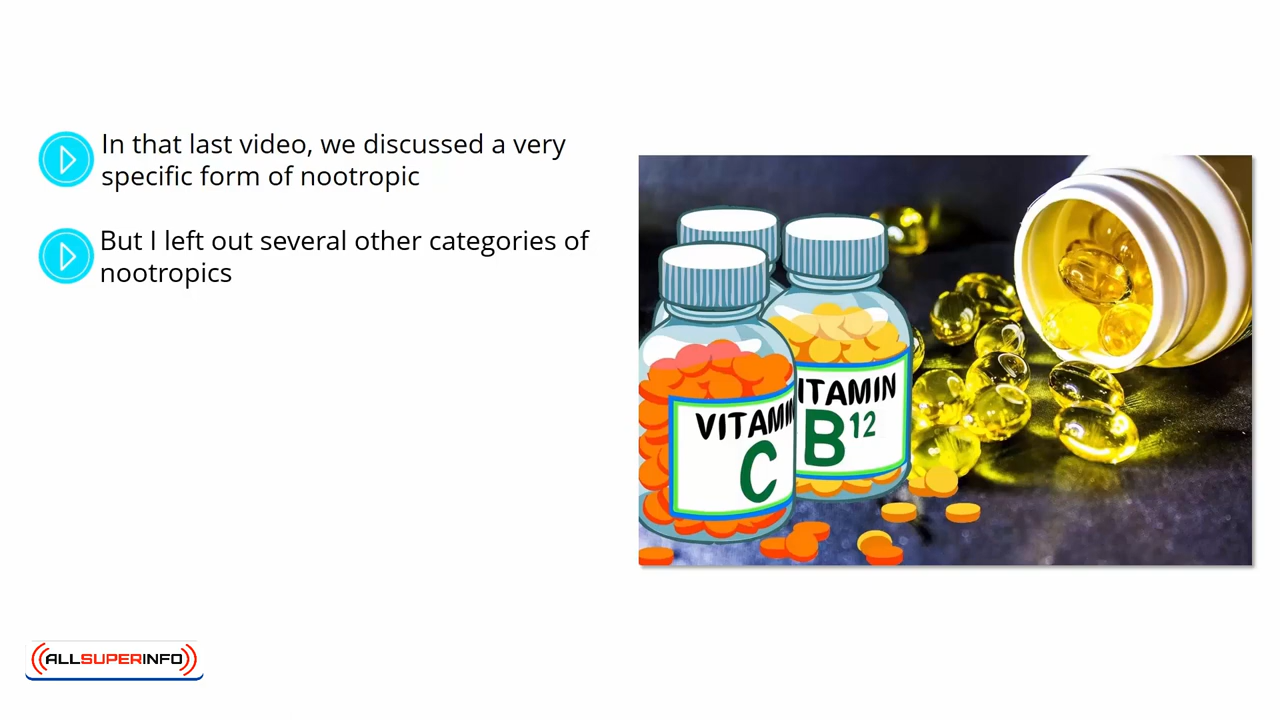 In that last video, we discussed a very
specific form of nootropic
But I left out several other categories of
nootropics
VITAMIN
C
ITAMIN
B12
ALLSUPERINFO